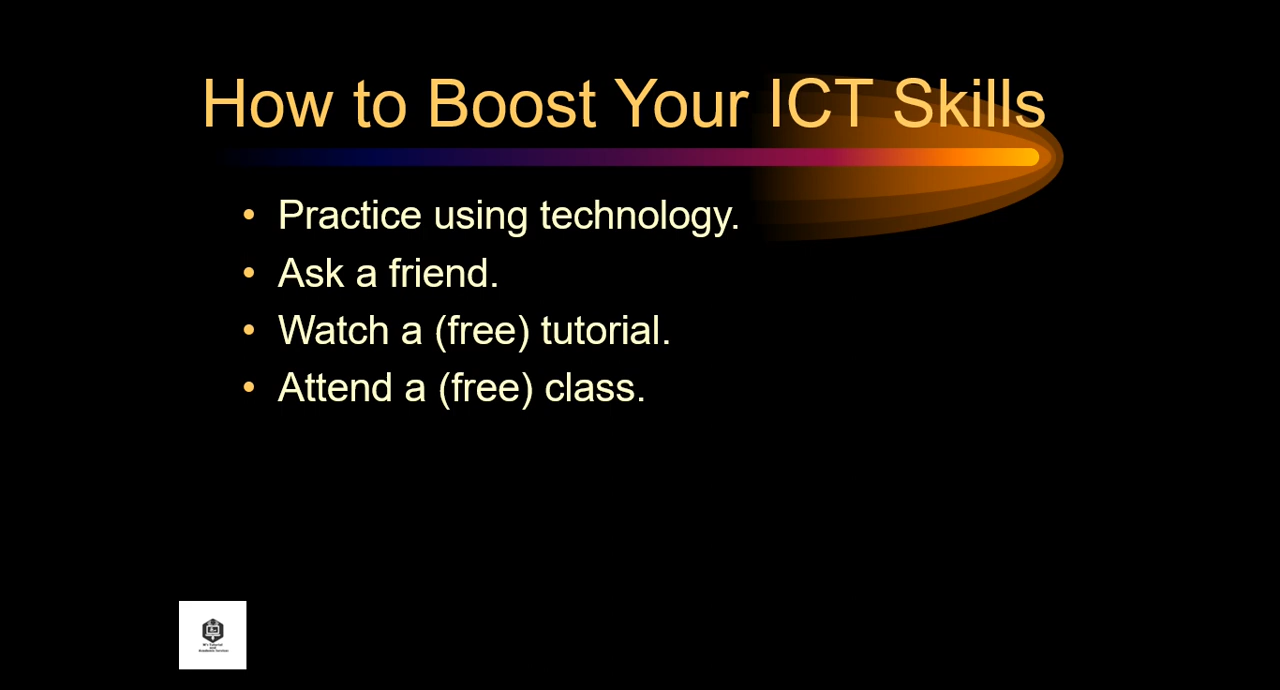 How to Boost Your ICT Skills
• Practice using technology.
• Ask a friend.
• Watch a (free) tutorial.
• Attend a (free) class.